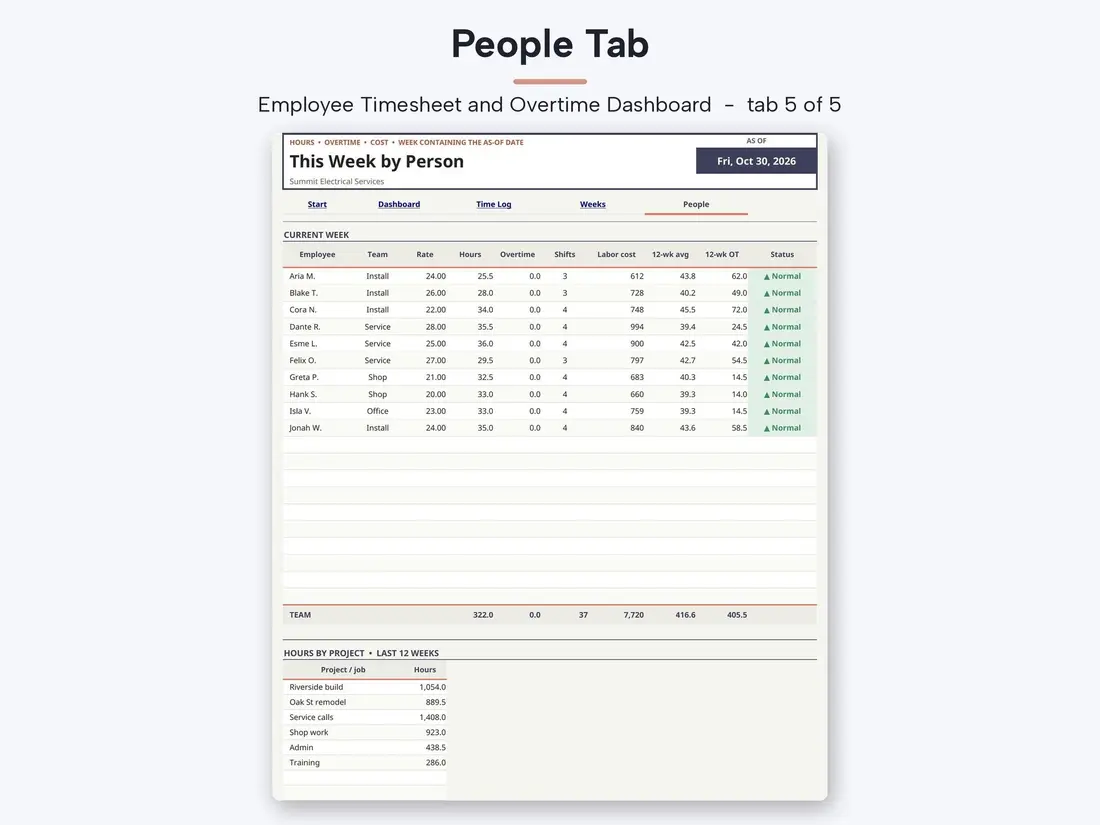 People Tab
Employee Timesheet and Overtime Dashboard - tab 5 of 5
HOURS • OVERTIME • COST • WEEK CONTAINING THE AS-OF DATE
AS OF
This Week by Person
Fri, Oct 30, 2026
Summit Electrical Services
Start Dashboard Time Log Weeks People
CURRENT WEEK
Employee Team Rate Hours Overtime Shifts Labor cost 12-wk avg 12-wk OT Status
Aria M. Install 24.00 25.5 0.0 3 612 43.8 62.0 ▲ Normal
Blake T. Install 26.00 28.0 0.0 3 728 40.2 49.0 ▲ Normal
Cora N. Install 22.00 34.0 0.0 4 748 45.5 72.0 ▲ Normal
Dante R. Service 28.00 35.5 0.0 4 994 39.4 24.5 ▲ Normal
Esme L. Service 25.00 36.0 0.0 4 900 42.5 42.0 ▲ Normal
Felix O. Service 27.00 29.5 0.0 3 797 42.7 54.5 ▲ Normal
Greta P. Shop 21.00 32.5 0.0 4 683 40.3 14.5 ▲ Normal
Hank S. Shop 20.00 33.0 0.0 4 660 39.3 14.0 ▲ Normal
Isla V. Office 23.00 33.0 0.0 4 759 39.3 14.5 ▲ Normal
Jonah W. Install 24.00 35.0 0.0 4 840 43.6 58.5 ▲ Normal
TEAM 322.0 0.0 37 7,720 416.6 405.5
HOURS BY PROJECT • LAST 12 WEEKS
Project / job Hours
Riverside build 1,054.0
Oak St remodel 889.5
Service calls 1,408.0
Shop work 923.0
Admin 438.5
Training 286.0